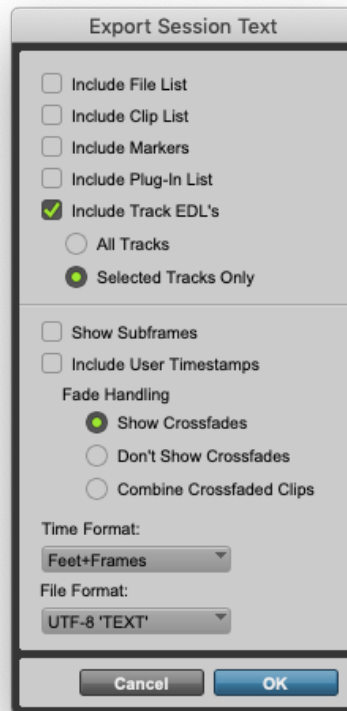 Export Session Text
Include File List
Include Clip List
Include Markers
Include Plug-In List
Include Track EDL's
All Tracks
Selected Tracks Only
Show Subframes
Include User Timestamps
Fade Handling
Show Crossfades
Don't Show Crossfades
Combine Crossfaded Clips
Time Format:
Feet+Frames
File Format:
UTF-8 'TEXT'
Cancel OK